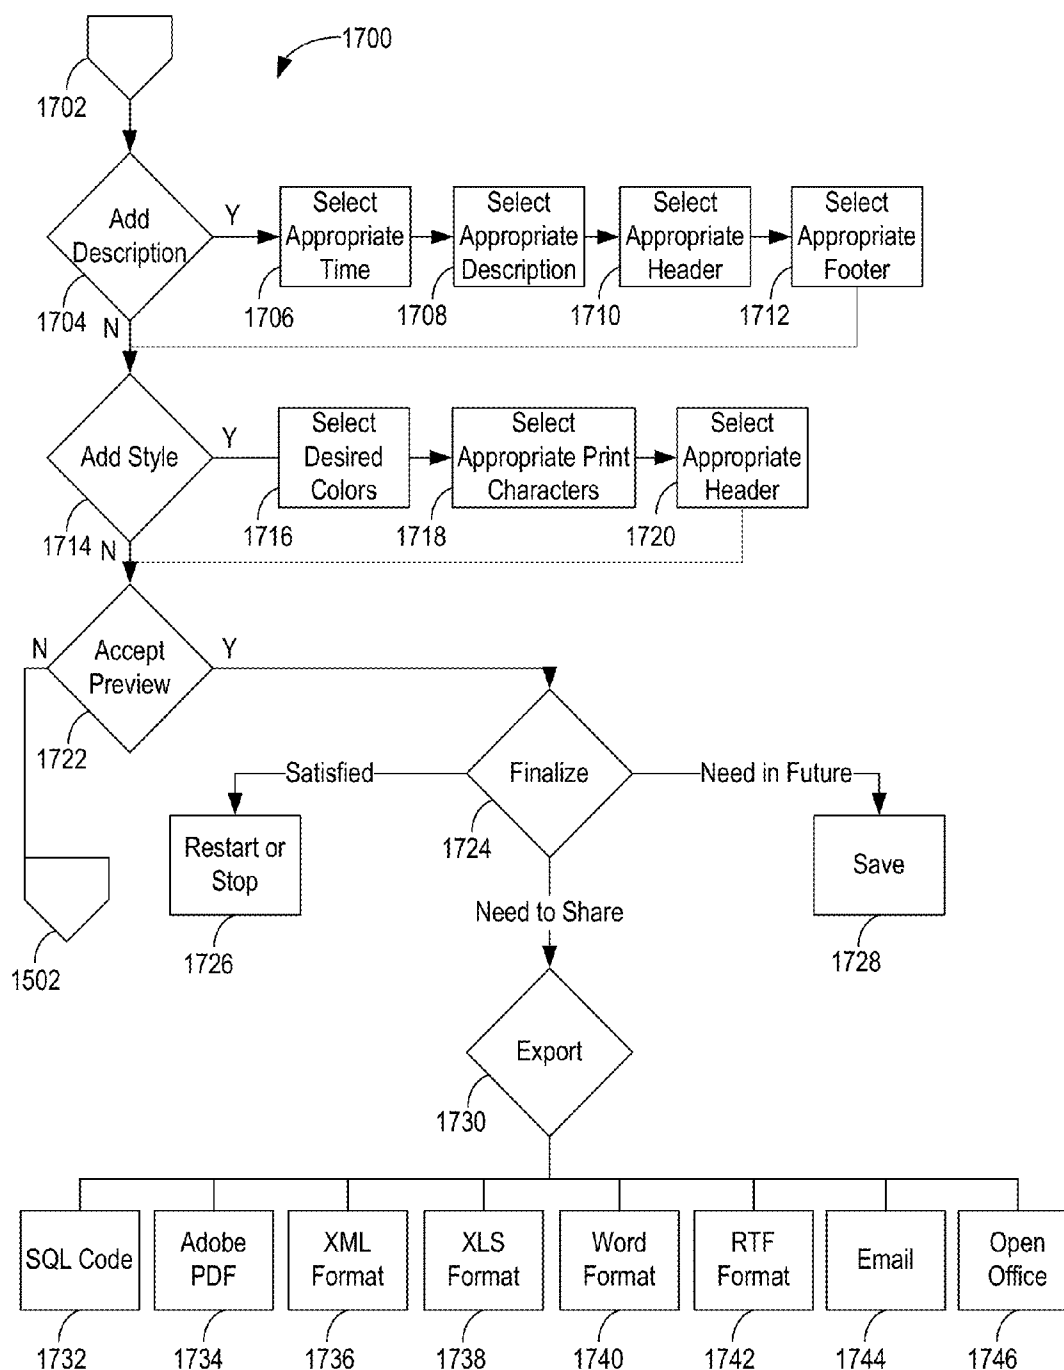 1700
1702
Add
Description
Y
Select
Appropriate
Time
Select
Appropriate
Description
Select
Appropriate
Header
Select
Appropriate
Footer
1704
N
1706
1708
1710
1712
Add Style
Y
Select
Desired
Colors
Select
Appropriate Print
Characters
Select
Appropriate
Header
1714
N
1716
1718
1720
N
Accept
Preview
Y
1722
Satisfied
Finalize
Need in Future
1724
Restart or
Stop
Save
Need to Share
1502
1726
1728
Export
1730
SQL Code
Adobe
PDF
XML
Format
XLS
Format
Word
Format
RTF
Format
Email
Open
Office
1732
1734
1736
1738
1740
1742
1744
1746